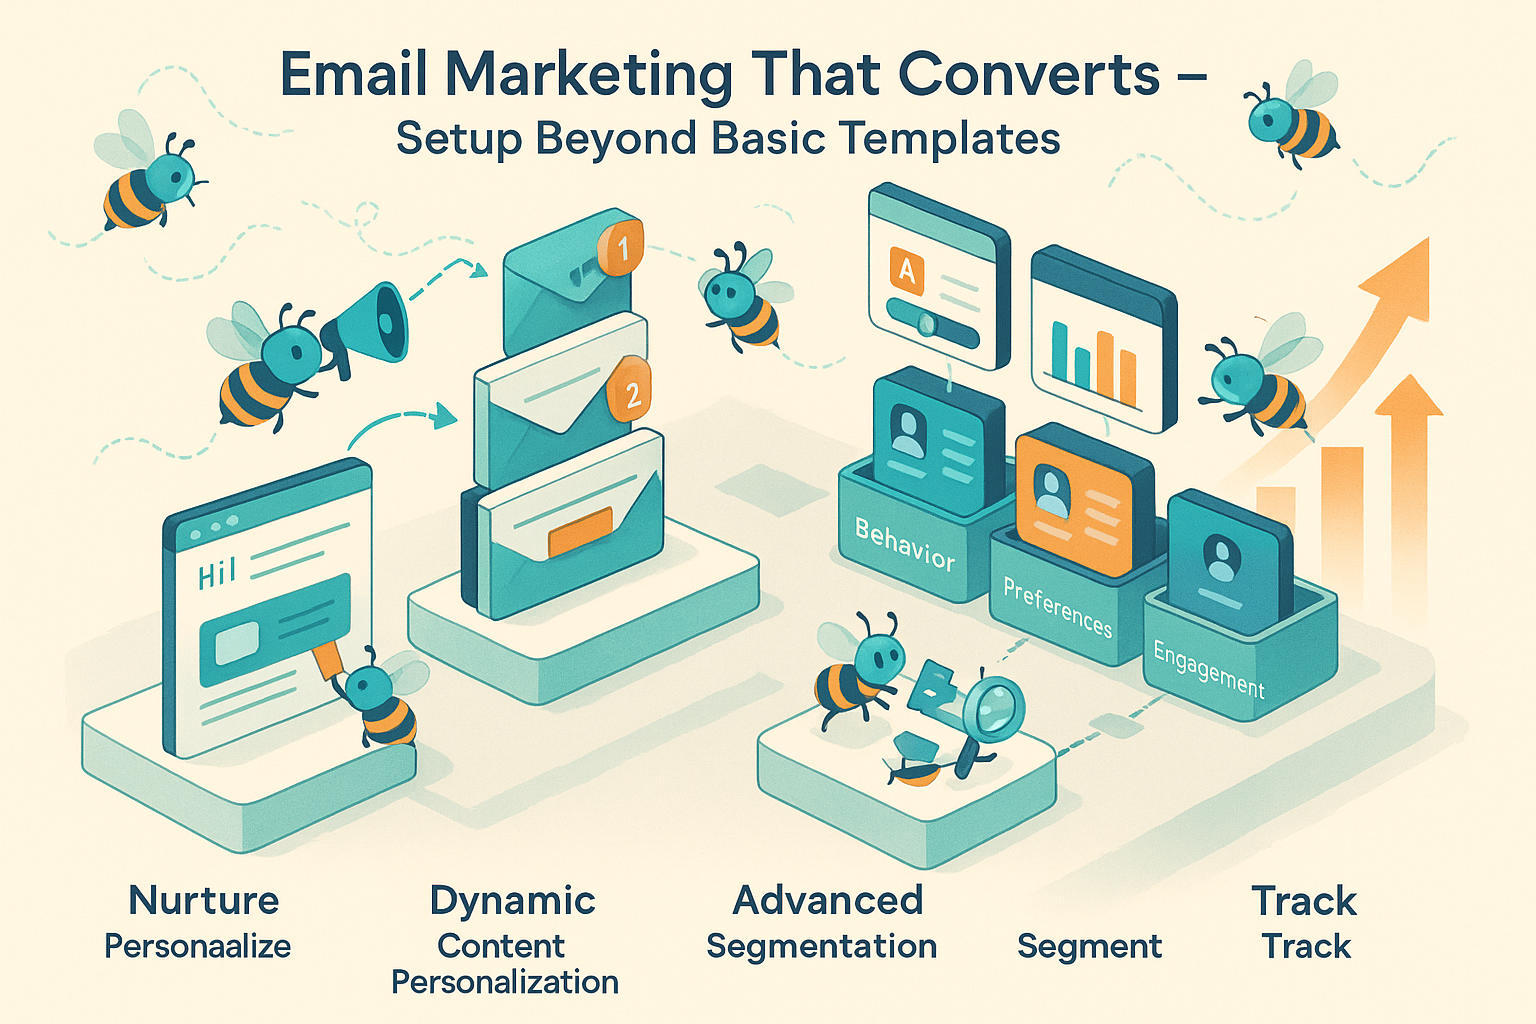 Email Marketing That Converts –
Setup Beyond Basic Templates
1
2
A
Hil
Behavior
Preferences
Engagement
Nurture
Personaalize
Dynamic
Content
Personalization
Advanced
Segmentation
Segment
Track
Track